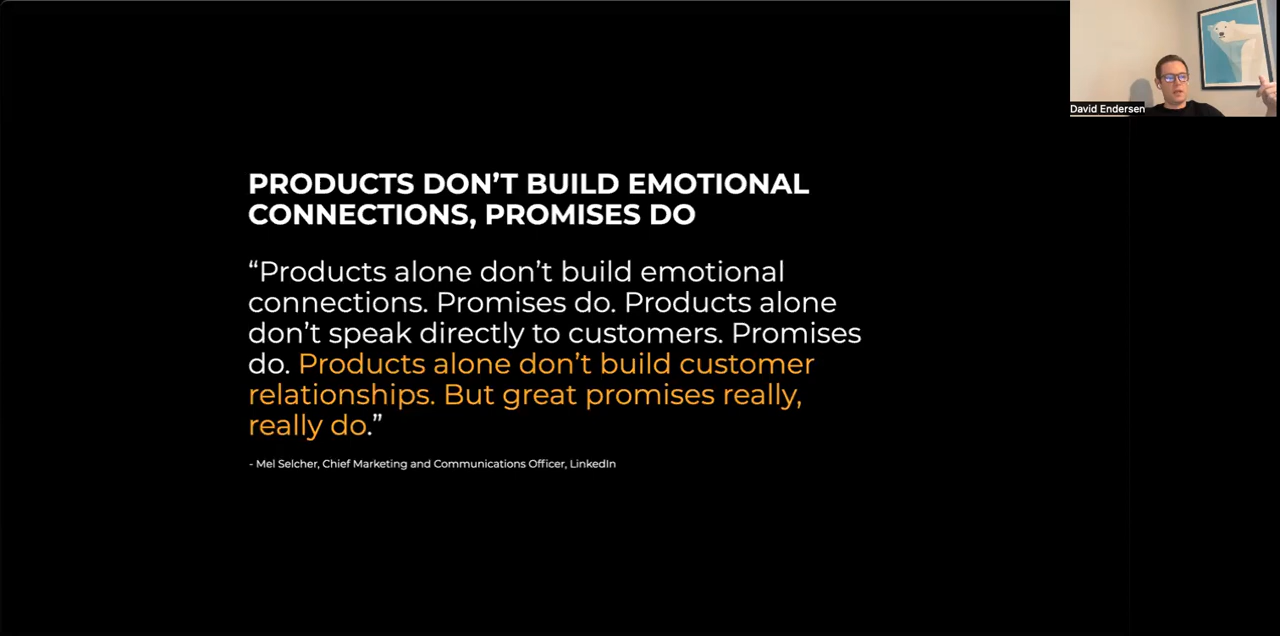 David Endersen
PRODUCTS DON’T BUILD EMOTIONAL
CONNECTIONS, PROMISES DO
“Products alone don’t build emotional
connections. Promises do. Products alone
don’t speak directly to customers. Promises
do. Products alone don’t build customer
relationships. But great promises really,
really do.”
- Mel Selcher, Chief Marketing and Communications Officer, LinkedIn